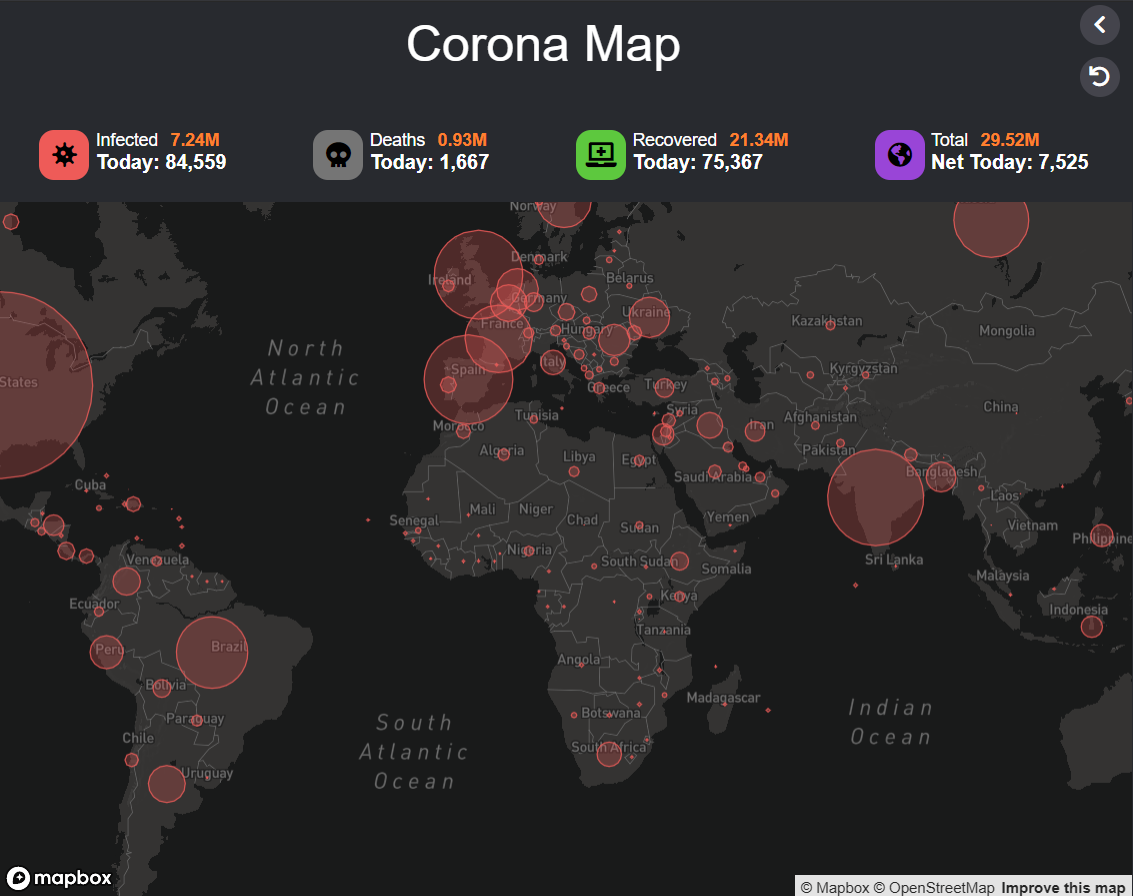 Corona Map
Infected 7.24M
Today: 84,559
Deaths 0.93M
Today: 1,667
Recovered 21.34M
Today: 75,367
Total 29.52M
Net Today: 7,525
Norway
Denmark
Ireland
Belarus
Germany
Ukraine
France
Hungary
Kazakhstan
Mongolia
North
Atlantic
Ocean
States
Spain
Italy
Greece
Turkey
Kyrgyzstan
China
Tunisia
Syria
Afghanistan
Morocco
Iran
Algeria
Libya
Egypt
Pakistan
Saudi Arabia
Bangladesh
Cuba
Laos
Mali
Niger
Chad
Senegal
Sudan
Yemen
Vietnam
Philippine
Nigeria
Venezuela
South Sudan
Somalia
Sri Lanka
Malaysia
Ecuador
Kenya
Indonesia
Tanzania
Peru
Brazil
Angola
Bolivia
Madagascar
Indian
Ocean
Paraguay
Botswana
South
Atlantic
Ocean
Chile
South Africa
Uruguay
mapbox
© Mapbox © OpenStreetMap Improve this map